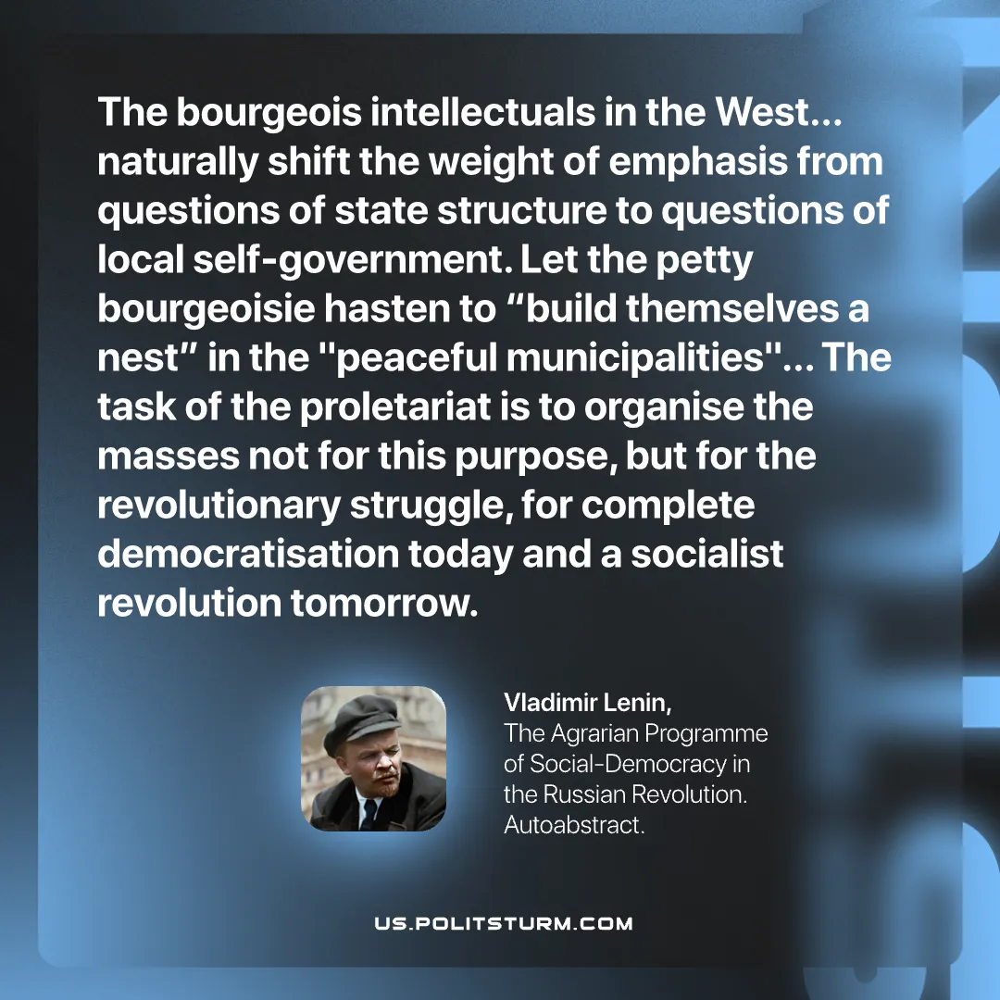 The bourgeois intellectuals in the West...
naturally shift the weight of emphasis from
questions of state structure to questions of
local self-government. Let the petty
bourgeoisie hasten to “build themselves a
nest” in the "peaceful municipalities"... The
task of the proletariat is to organise the
masses not for this purpose, but for the
revolutionary struggle, for complete
democratisation today and a socialist
revolution tomorrow.
Vladimir Lenin,
The Agrarian Programme
of Social-Democracy in
the Russian Revolution.
Autoabstract.
US.POLITSTURM.COM